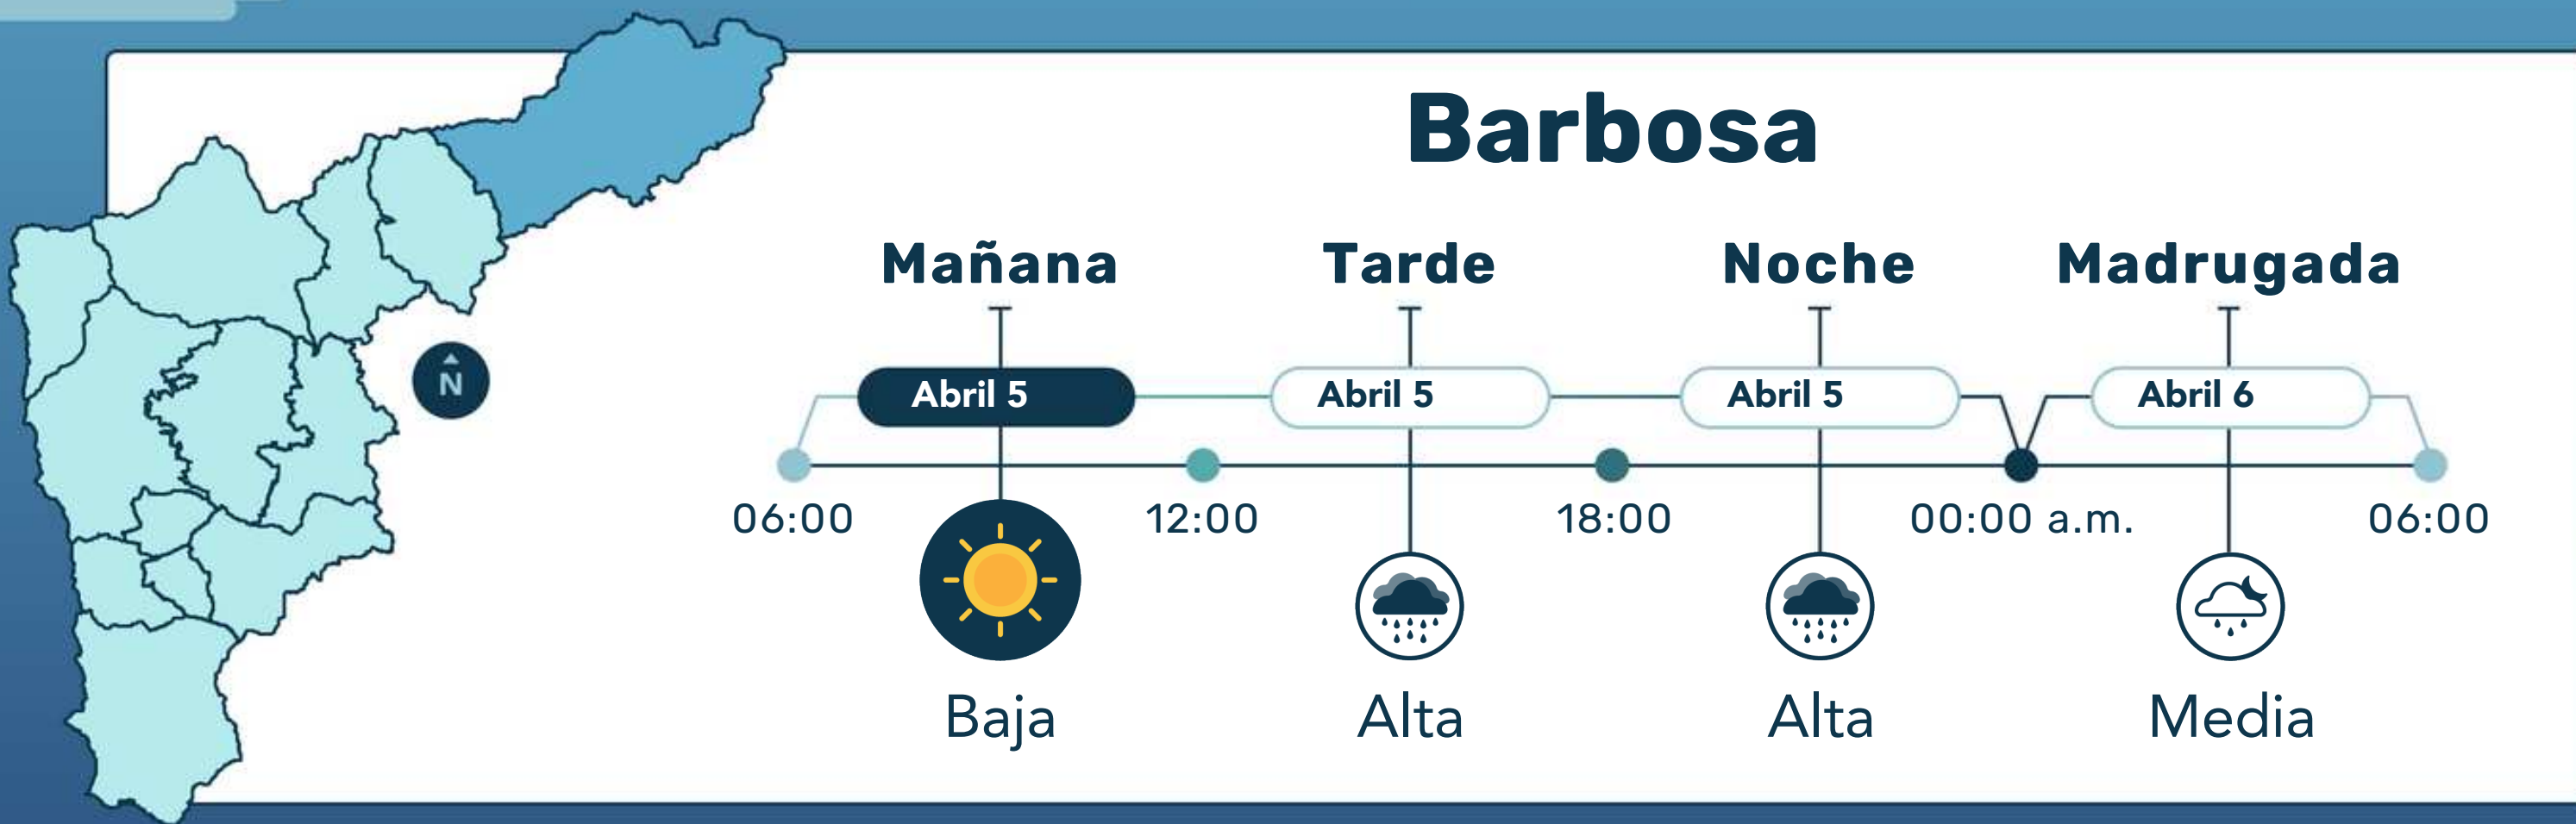 Barbosa
Mañana Tarde Noche Madrugada
Abril 5 Abril 5 Abril 5 Abril 6
N
06:00 12:00 18:00 00:00 a.m. 06:00
Baja Alta Alta Media